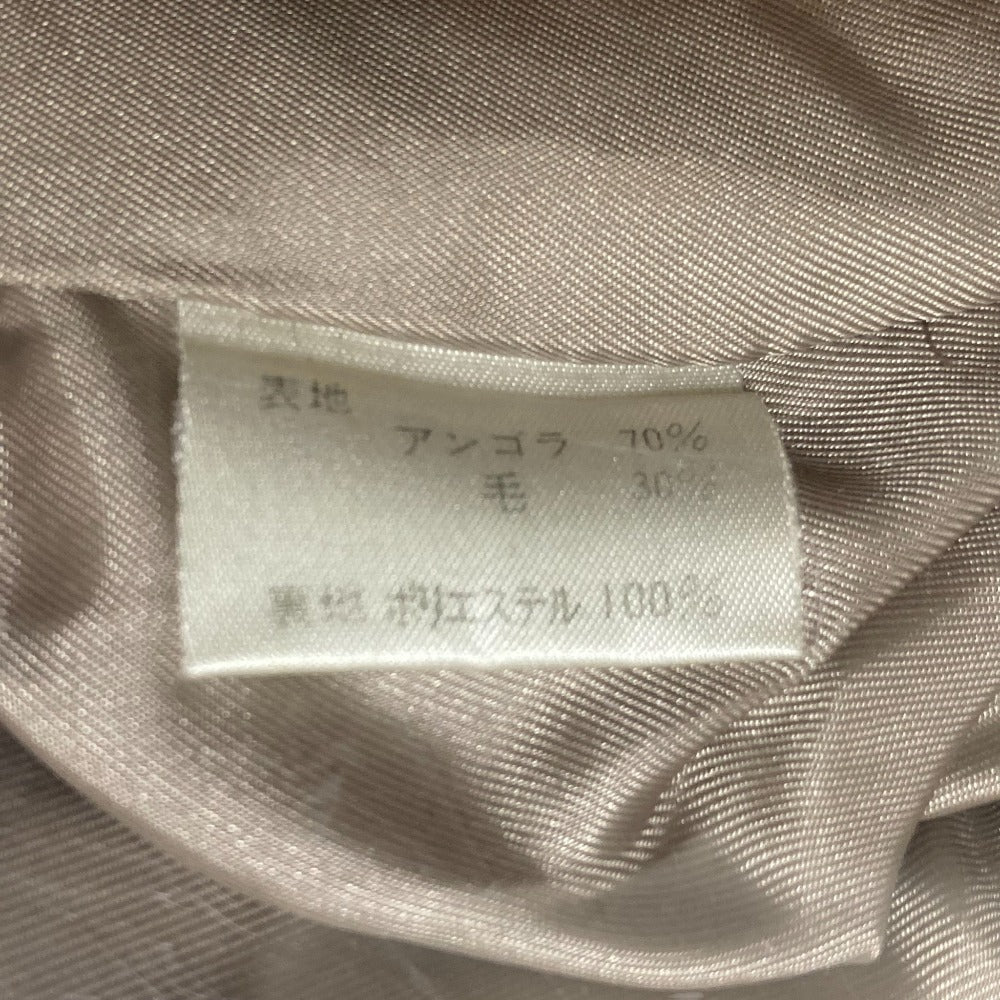 表地
アンゴラ 70%
毛 30%
裏地 ポリエステル 100%